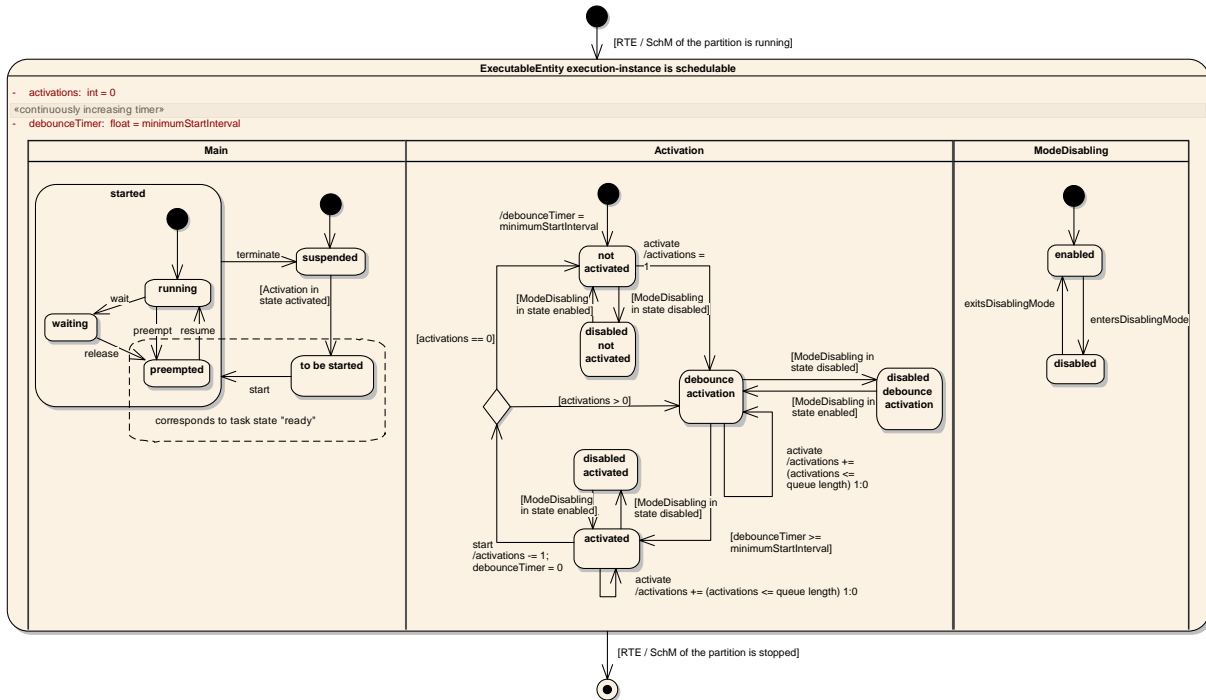 [RTE / SchM of the partition is running]
ExecutableEntity execution-instance is schedulable
- activations: int = 0
«continuously increasing timer»
- debounceTimer: float = minimumStartInterval
Main
started
running
wait
waiting
preempt
resume
release
preempted
terminate
suspended
[Activation in
state activated]
to be started
start
corresponds to task state "ready"
Activation
/debounceTimer =
minimumStartInterval
not
activated
activate
/activations =
1
[ModeDisabling
in state enabled]
[ModeDisabling
in state disabled]
disabled
not
activated
[activations == 0]
[activations > 0]
debounce
activation
[ModeDisabling in
state disabled]
[ModeDisabling in
state enabled]
disabled
debounce
activation
activate
/activations +=
(activations <=
queue length) 1:0
disabled
activated
[ModeDisabling
in state enabled]
[ModeDisabling in
state disabled]
activated
[debounceTimer >=
minimumStartInterval]
start
/activations -= 1;
debounceTimer = 0
activate
/activations += (activations <= queue length) 1:0
ModeDisabling
enabled
exitsDisablingMode
entersDisablingMode
disabled
[RTE / SchM of the partition is stopped]